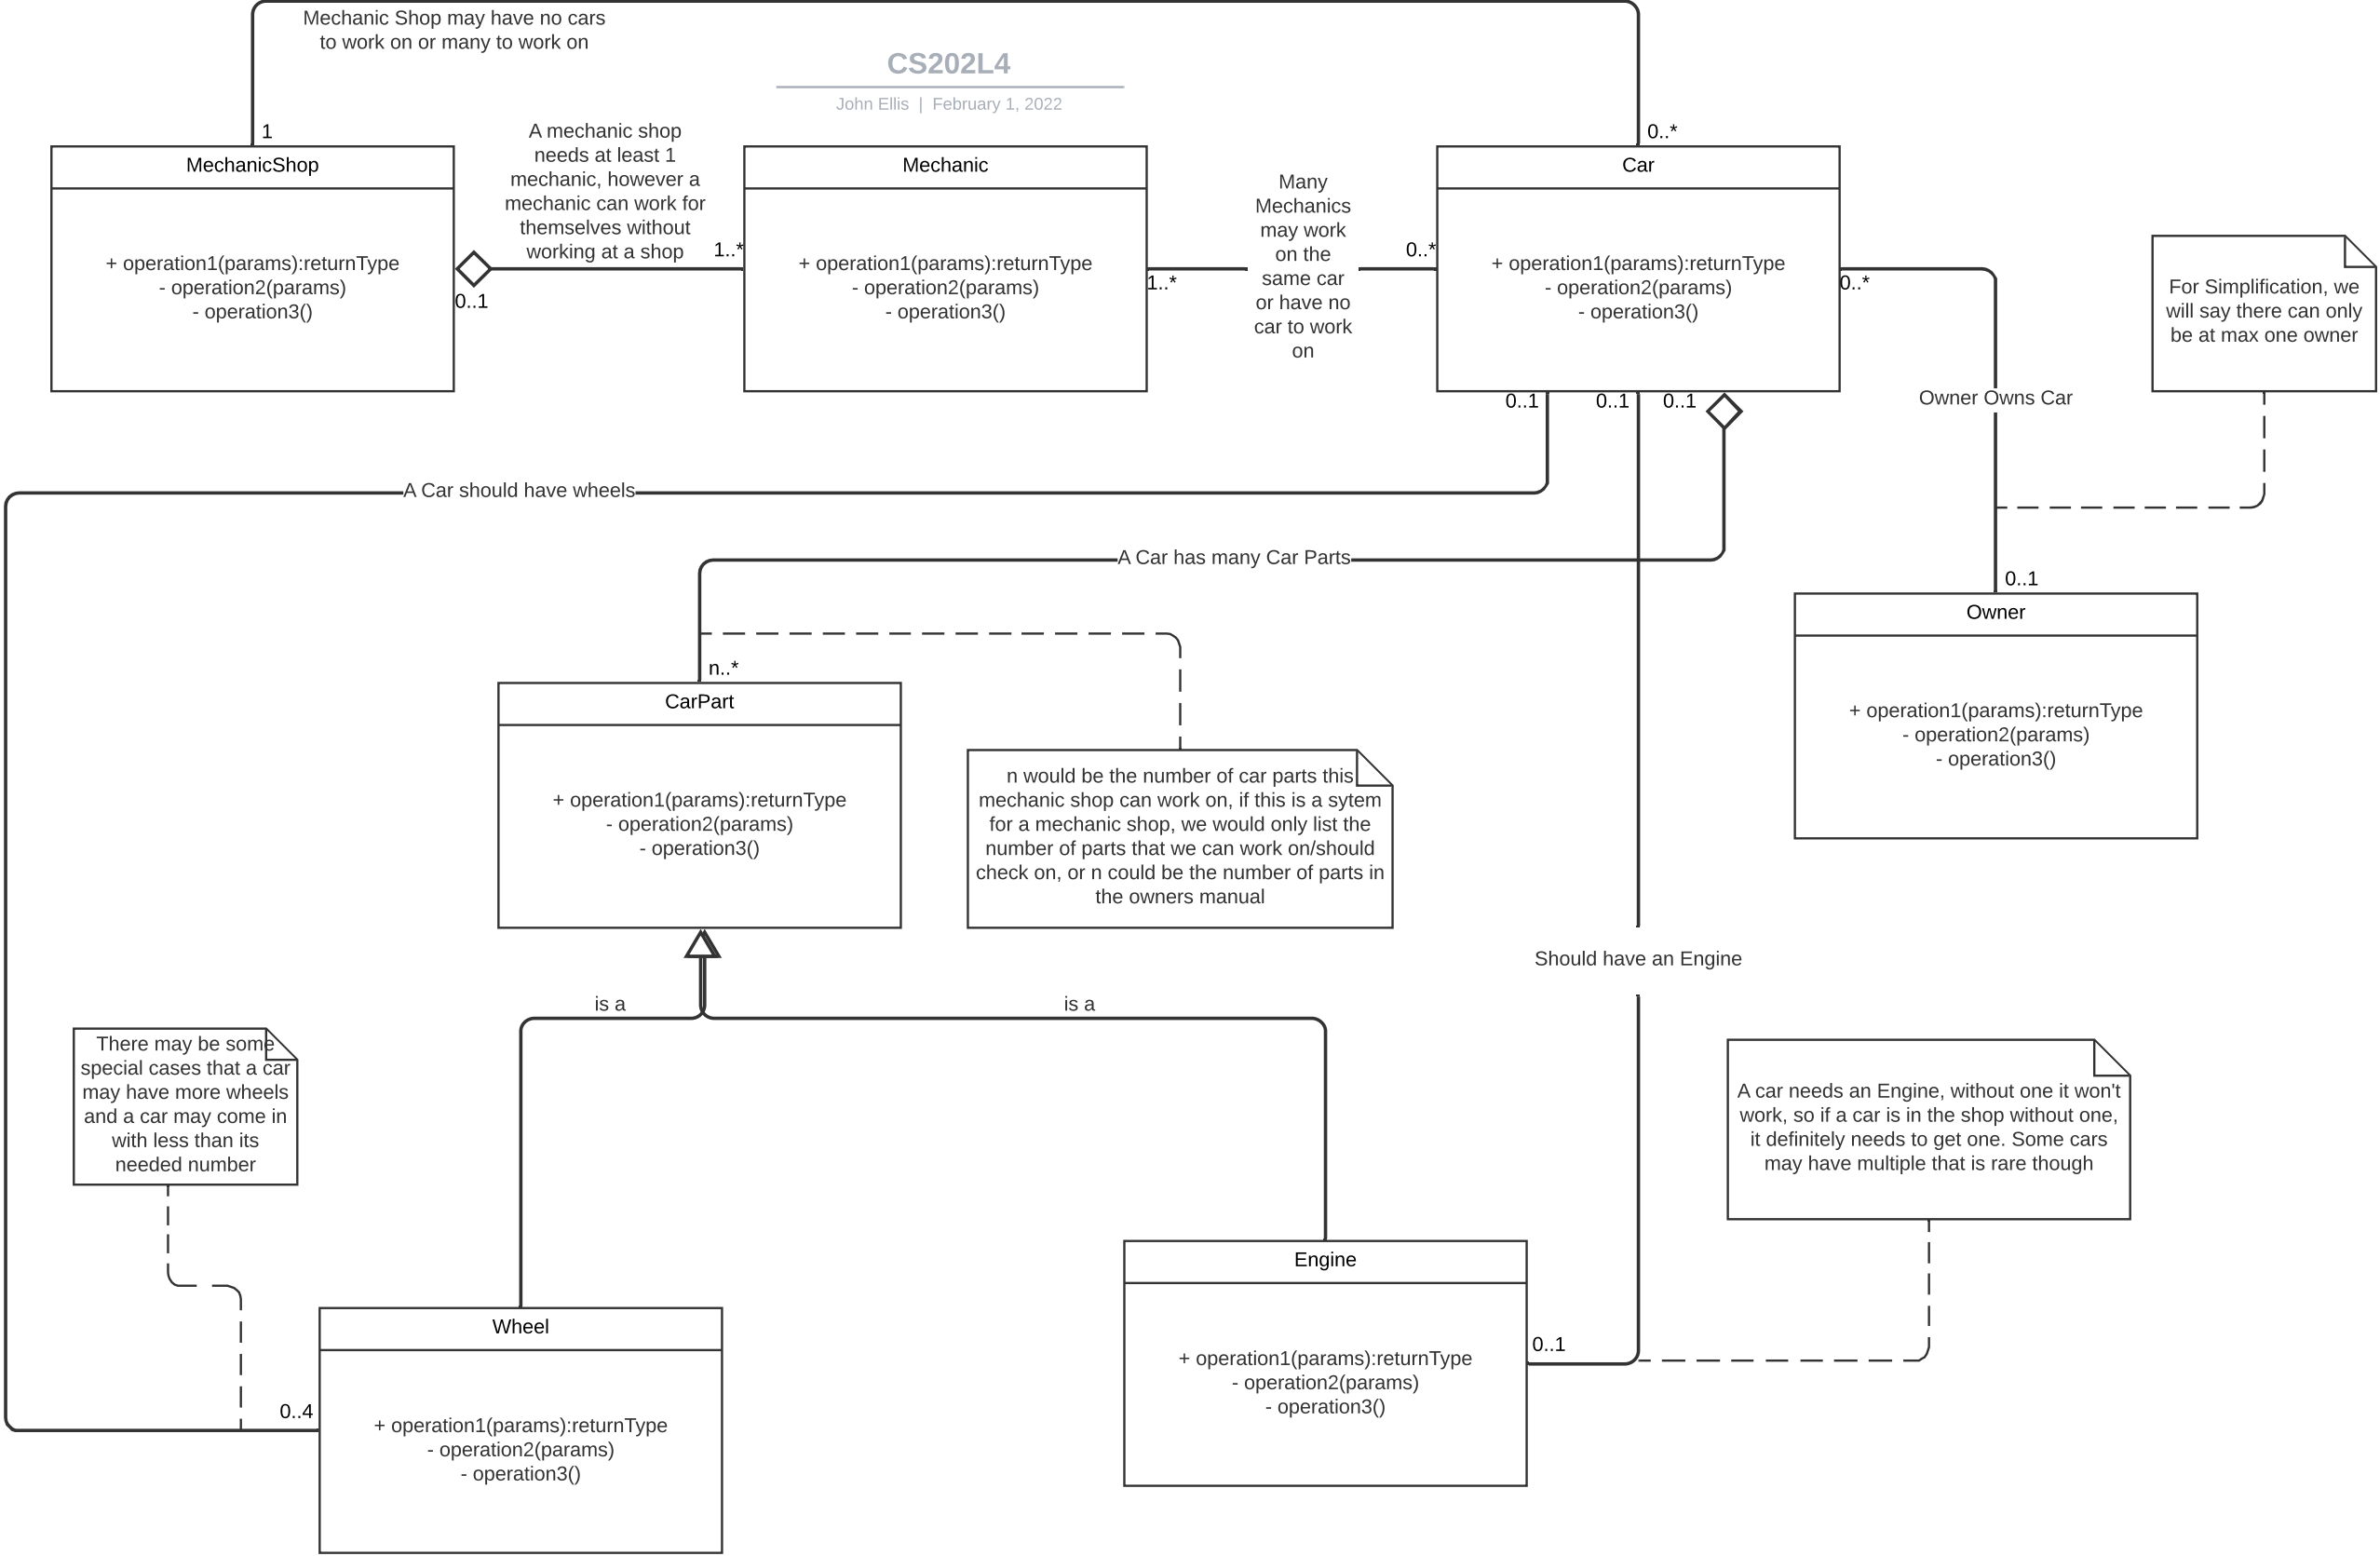 Mechanic Shop may have no cars
to work on or many to work on
CS202L4
John Ellis | February 1, 2022
1
0..*
MechanicShop
+ operation1(params):returnType
- operation2(params)
- operation3()
A mechanic shop
needs at least 1
mechanic, however a
mechanic can work for
themselves without
working at a shop
0..1
1..*
Mechanic
+ operation1(params):returnType
- operation2(params)
- operation3()
Many
Mechanics
may work
on the
same car
or have no
car to work
on
1..*
0..*
Car
+ operation1(params):returnType
- operation2(params)
- operation3()
0..*
For Simplification, we
will say there can only
be at max one owner
Owner Owns Car
0..1
0..1
0..1
A Car should have wheels
A Car has many Car Parts
0..1
Owner
+ operation1(params):returnType
- operation2(params)
- operation3()
n..*
CarPart
+ operation1(params):returnType
- operation2(params)
- operation3()
n would be the number of car parts this
mechanic shop can work on, if this is a sytem
for a mechanic shop, we would only list the
number of parts that we can work on/should
check on, or n could be the number of parts in
the owners manual
Should have an Engine
is a
is a
There may be some
special cases that a car
may have more wheels
and a car may come in
with less than its
needed number
A car needs an Engine, without one it won't
work, so if a car is in the shop without one,
it definitely needs to get one. Some cars
may have multiple that is rare though
Engine
+ operation1(params):returnType
- operation2(params)
- operation3()
0..1
0..4
Wheel
+ operation1(params):returnType
- operation2(params)
- operation3()